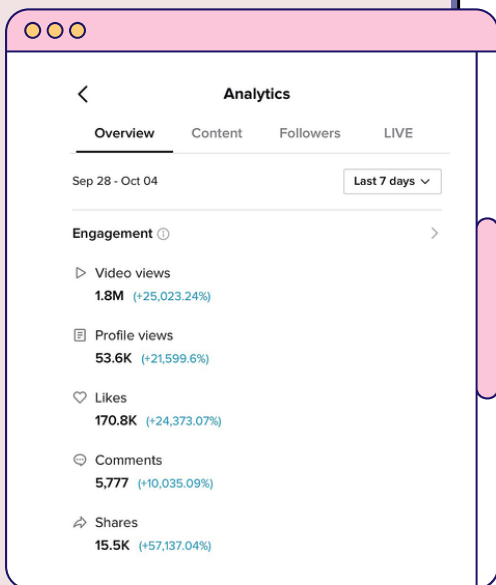 Analytics
Overview Content Followers LIVE
Sep 28 - Oct 04 Last 7 days
Engagement
Video views
1.8M (+25,023.24%)
Profile views
53.6K (+21,599.6%)
Likes
170.8K (+24,373.07%)
Comments
5,777 (+10,035.09%)
Shares
15.5K (+57,137.04%)